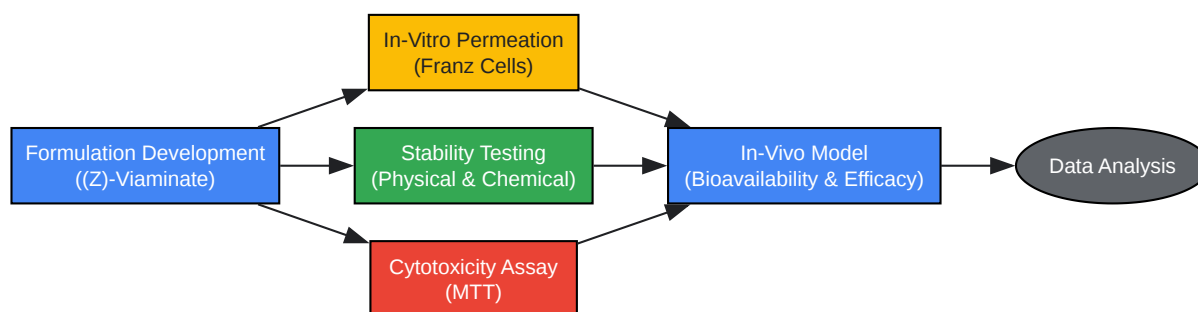 Formulation Development
((Z)-Viaminate)
In-Vitro Permeation
(Franz Cells)
Stability Testing
(Physical & Chemical)
Cytotoxicity Assay
(MTT)
In-Vivo Model
(Bioavailability & Efficacy)
Data Analysis